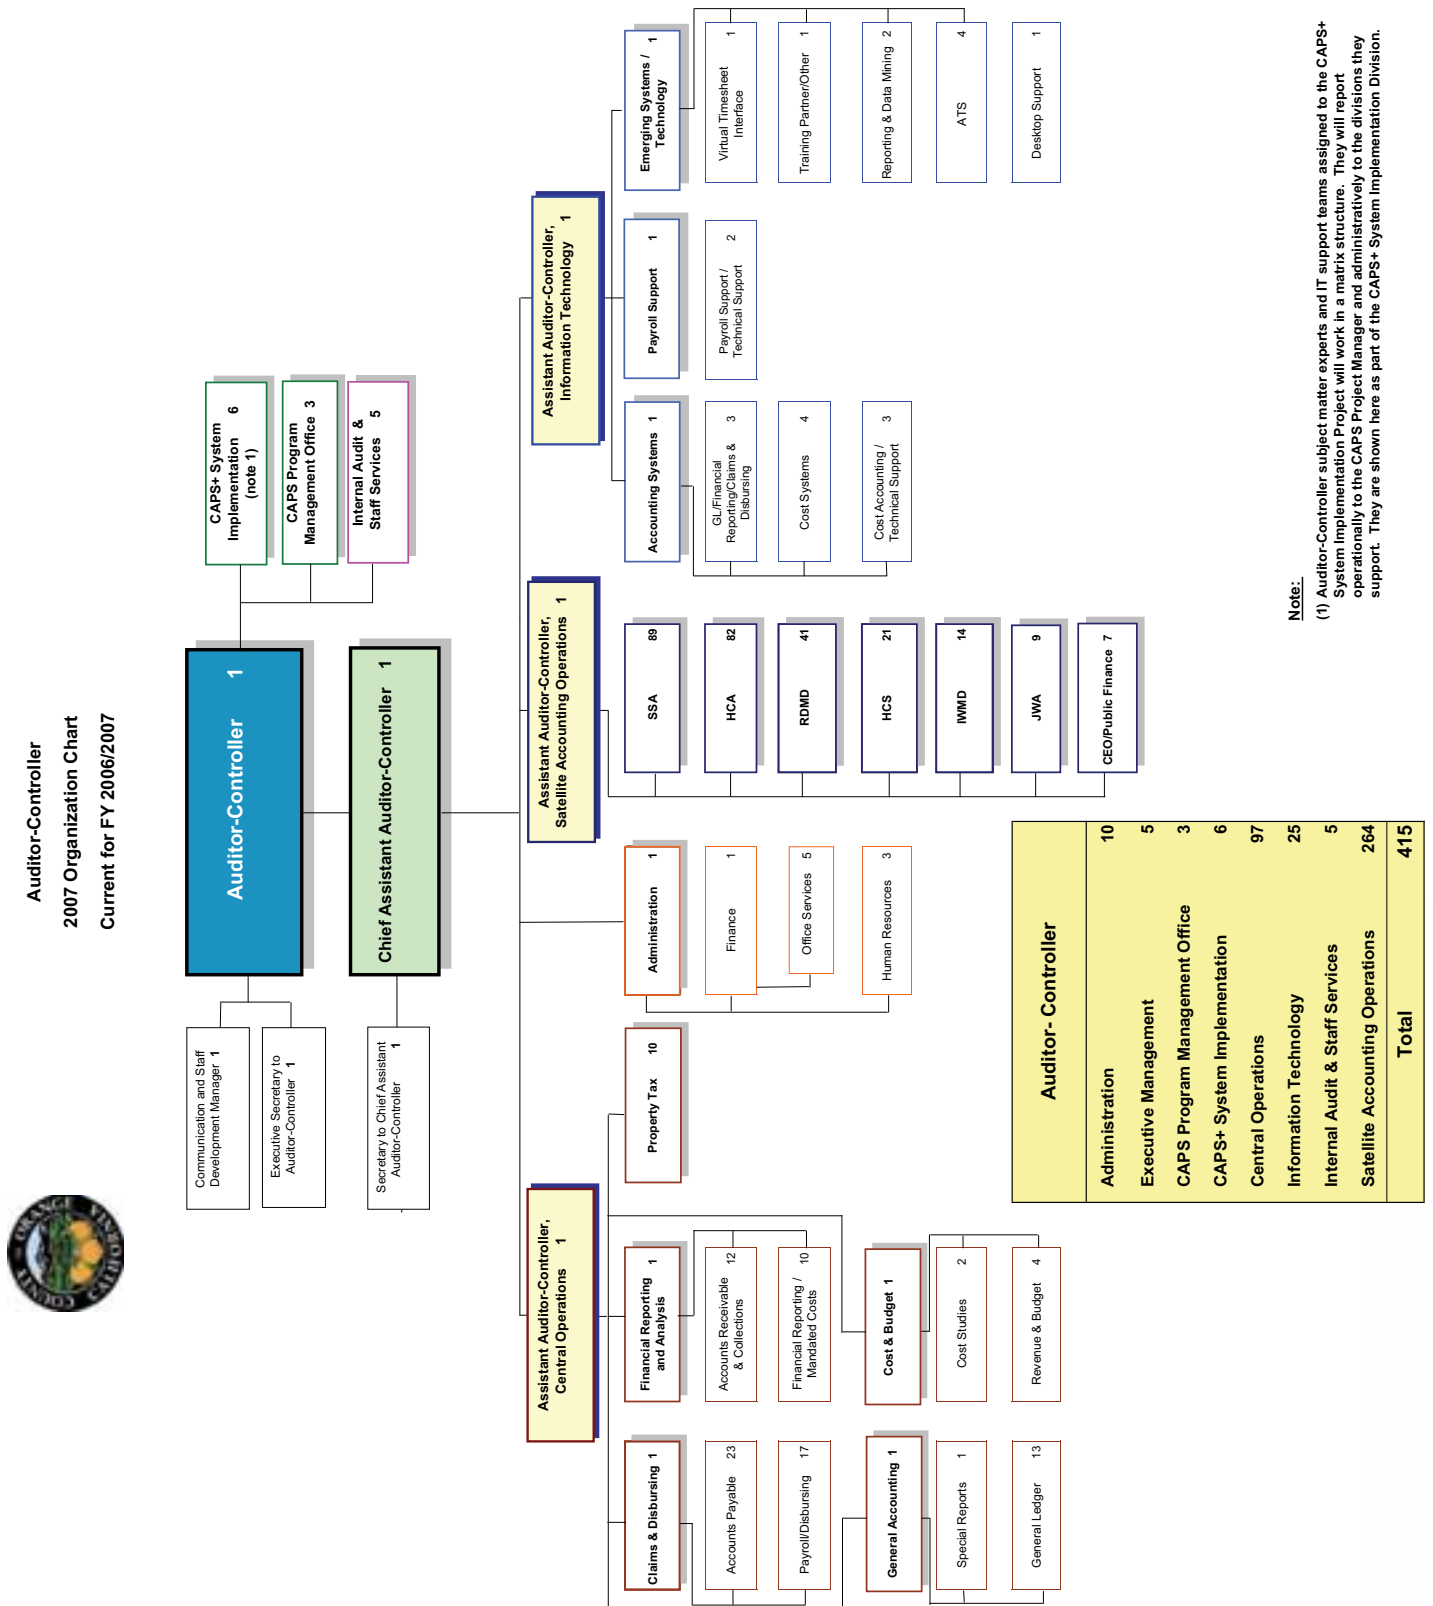 Auditor-Controller
2007 Organization Chart
Current for FY 2006/2007
COUNTY OF ORANGE
CALIFORNIA
Auditor-Controller 1
Communication and Staff
Development Manager 1
Executive Secretary to
Auditor-Controller 1
CAPS+ System
Implementation 6
(note 1)
CAPS Program
Management Office 3
Internal Audit &
Staff Services 5
Chief Assistant Auditor-Controller 1
Secretary to Chief Assistant
Auditor-Controller 1
Assistant Auditor-Controller,
Central Operations 1
Claims & Disbursing 1
Accounts Payable 23
Payroll/Disbursing 17
General Accounting 1
Special Reports 1
General Ledger 13
Financial Reporting
and Analysis 1
Accounts Receivable
& Collections 12
Financial Reporting /
Mandated Costs 10
Cost & Budget 1
Cost Studies 2
Revenue & Budget 4
Property Tax 10
Administration 1
Finance 1
Office Services 5
Human Resources 3
Assistant Auditor-Controller,
Satellite Accounting Operations 1
SSA 89
HCA 82
RDMD 41
HCS 21
IWMD 14
JWA 9
CEO/Public Finance 7
Assistant Auditor-Controller,
Information Technology 1
Accounting Systems 1
GL/Financial
Reporting/Claims & 3
Disbursing
Cost Systems 4
Cost Accounting /
Technical Support 3
Payroll Support 1
Payroll Support /
Technical Support 2
Emerging Systems /
Technology 1
Virtual Timesheet
Interface 1
Training Partner/Other 1
Reporting & Data Mining 2
ATS 4
Desktop Support 1
Auditor- Controller
Administration 10
Executive Management 5
CAPS Program Management Office 3
CAPS+ System Implementation 6
Central Operations 97
Information Technology 25
Internal Audit & Staff Services 5
Satellite Accounting Operations 264
Total 415
Note:
(1) Auditor-Controller subject matter experts and IT support teams assigned to the CAPS+
System Implementation Project will work in a matrix structure. They will report
operationally to the CAPS Project Manager and administratively to the divisions they
support. They are shown here as part of the CAPS+ System Implementation Division.